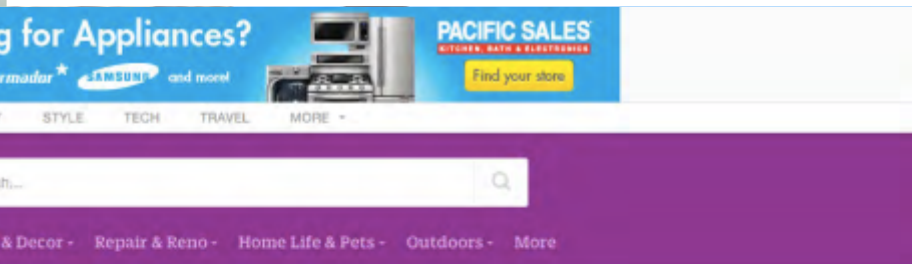 g for Appliances?
PACIFIC SALES
KITCHEN, BATH & ELECTRONICS
rmador SAMSUNG and more!
Find your store
STYLE TECH TRAVEL MORE
h...
& Decor - Repair & Reno - Home Life & Pets - Outdoors - More